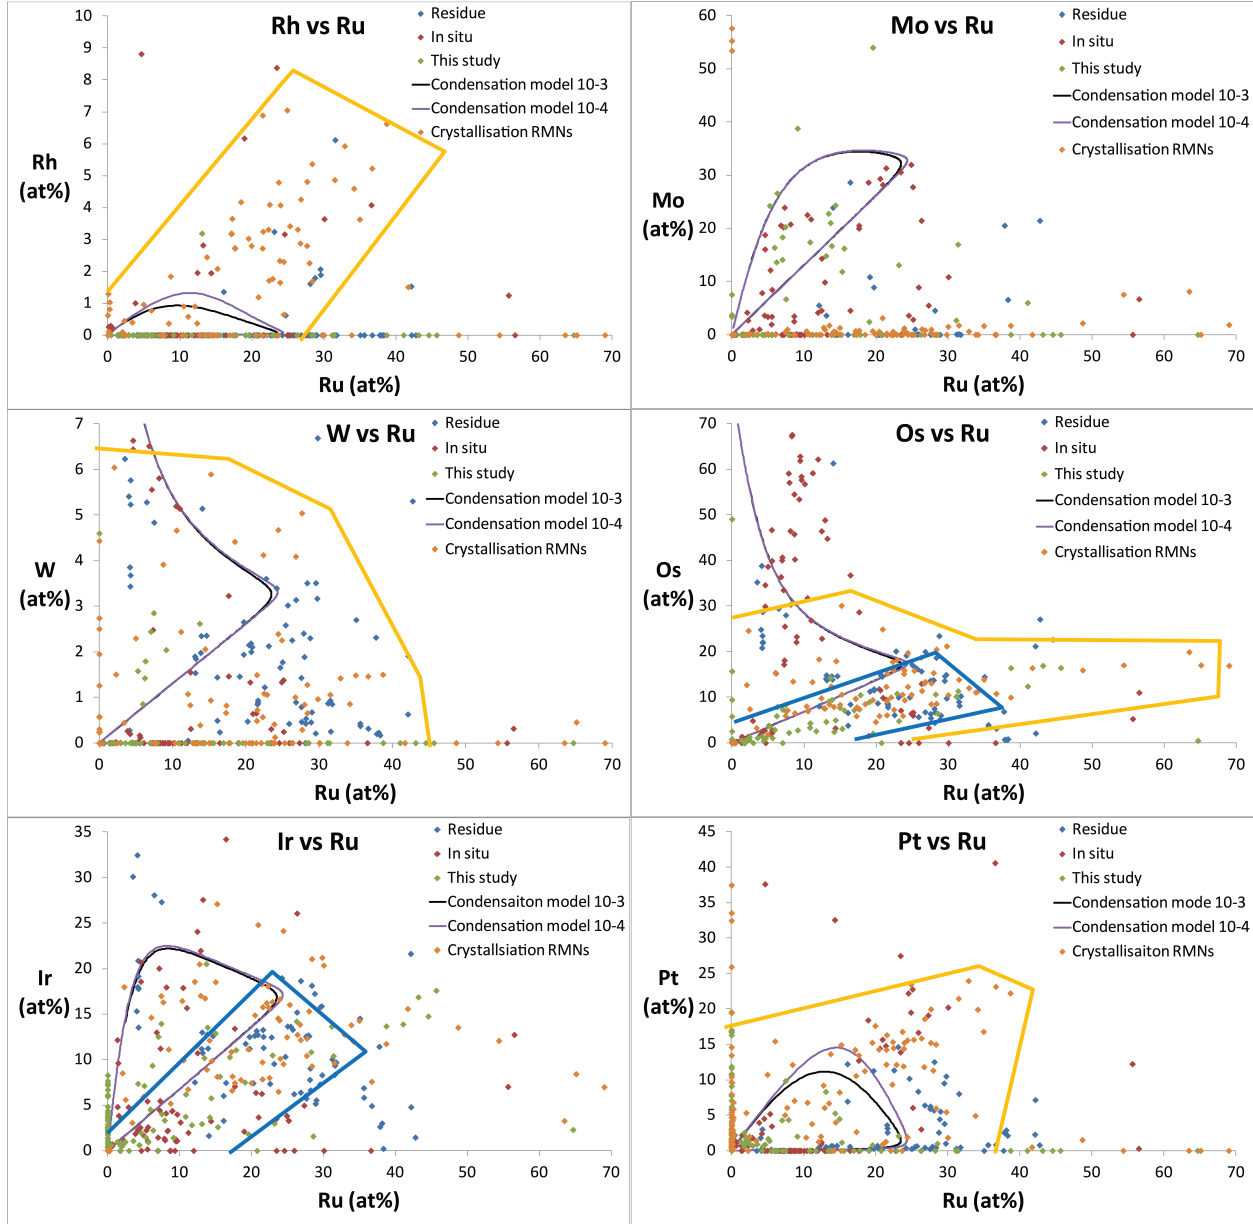 Rh vs Ru
Rh
(at%)
10
9
8
7
6
5
4
3
2
1
0
0 10 20 30 40 50 60 70
Ru (at%)
Residue
In situ
This study
Condensation model 10-3
Condensation model 10-4
Crystallisation RMNs
Mo vs Ru
Mo
(at%)
60
50
40
30
20
10
0
0 10 20 30 40 50 60 70
Ru (at%)
Residue
In situ
This study
Condensation model 10-3
Condensation model 10-4
Crystallisation RMNs
W vs Ru
W
(at%)
7
6
5
4
3
2
1
0
0 10 20 30 40 50 60 70
Ru (at%)
Residue
In situ
This study
Condensation model 10-3
Condensation model 10-4
Crystallisation RMNs
Os vs Ru
Os
(at%)
70
60
50
40
30
20
10
0
0 10 20 30 40 50 60 70
Ru (at%)
Residue
In situ
This study
Condensation model 10-3
Condensation model 10-4
Crystallisation RMNs
Ir vs Ru
Ir
(at%)
35
30
25
20
15
10
5
0
0 10 20 30 40 50 60 70
Ru (at%)
Residue
In situ
This study
Condensaiton model 10-3
Condensation model 10-4
Crystallsiation RMNs
Pt vs Ru
Pt
(at%)
45
40
35
30
25
20
15
10
5
0
0 10 20 30 40 50 60 70
Ru (at%)
Residue
In situ
This study
Condensation mode 10-3
Condensation model 10-4
Crystallisaiton RMNs